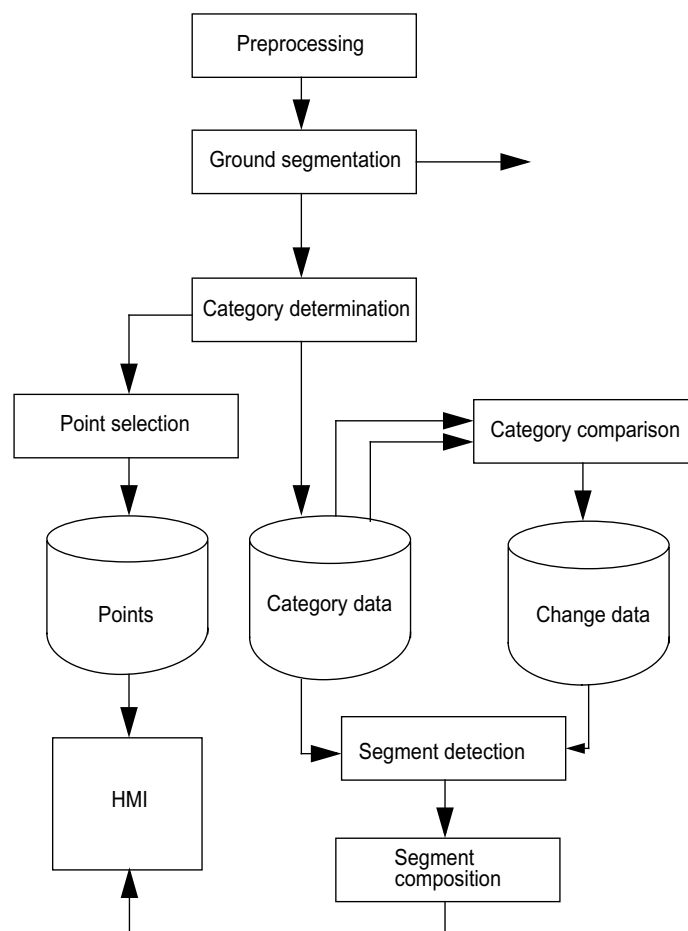 Preprocessing
Ground segmentation
Category determination
Point selection
Category comparison
Points
Category data
Change data
Segment detection
HMI
Segment
composition